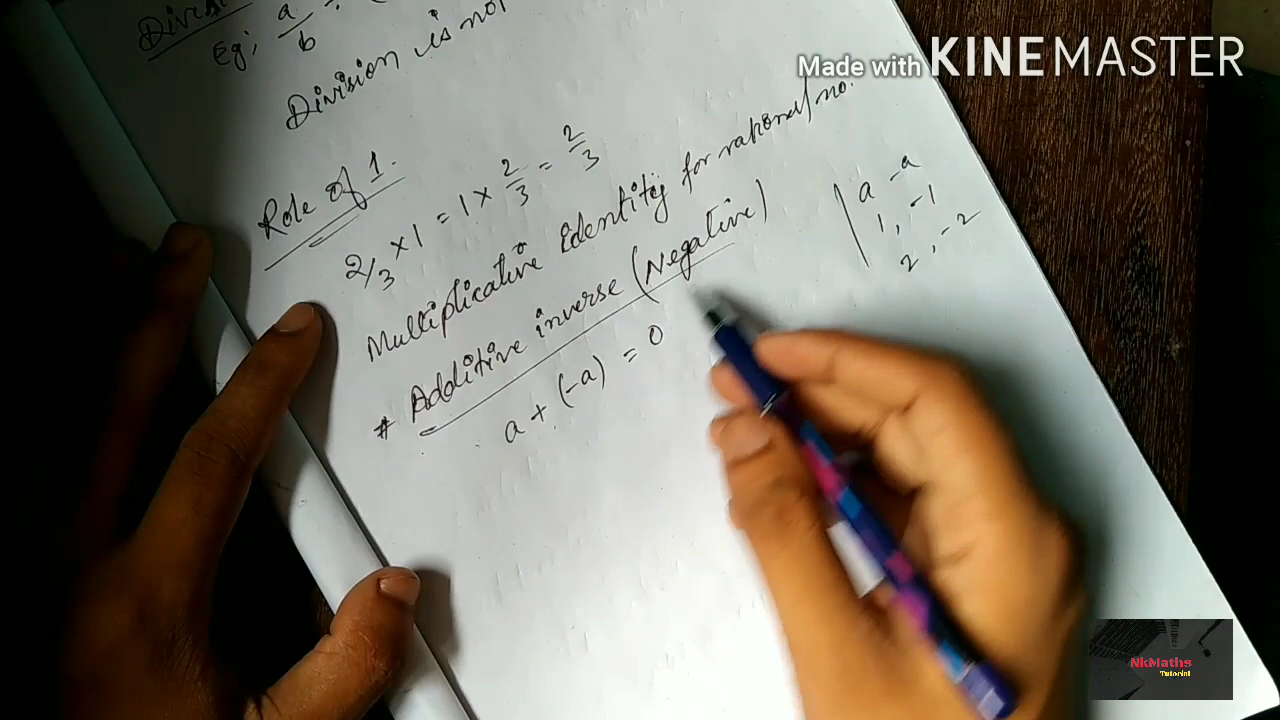 Eg; a/b ÷ (
Division is not
Role of 1.
2/3 × 1 = 1 × 2/3 = 2/3
Multiplicative Identity for rational no.
# Additive inverse (Negative)
a + (-a) = 0
a -a
1, -1
2, -2
Made with KINEMASTER
NkMaths
Tutorial